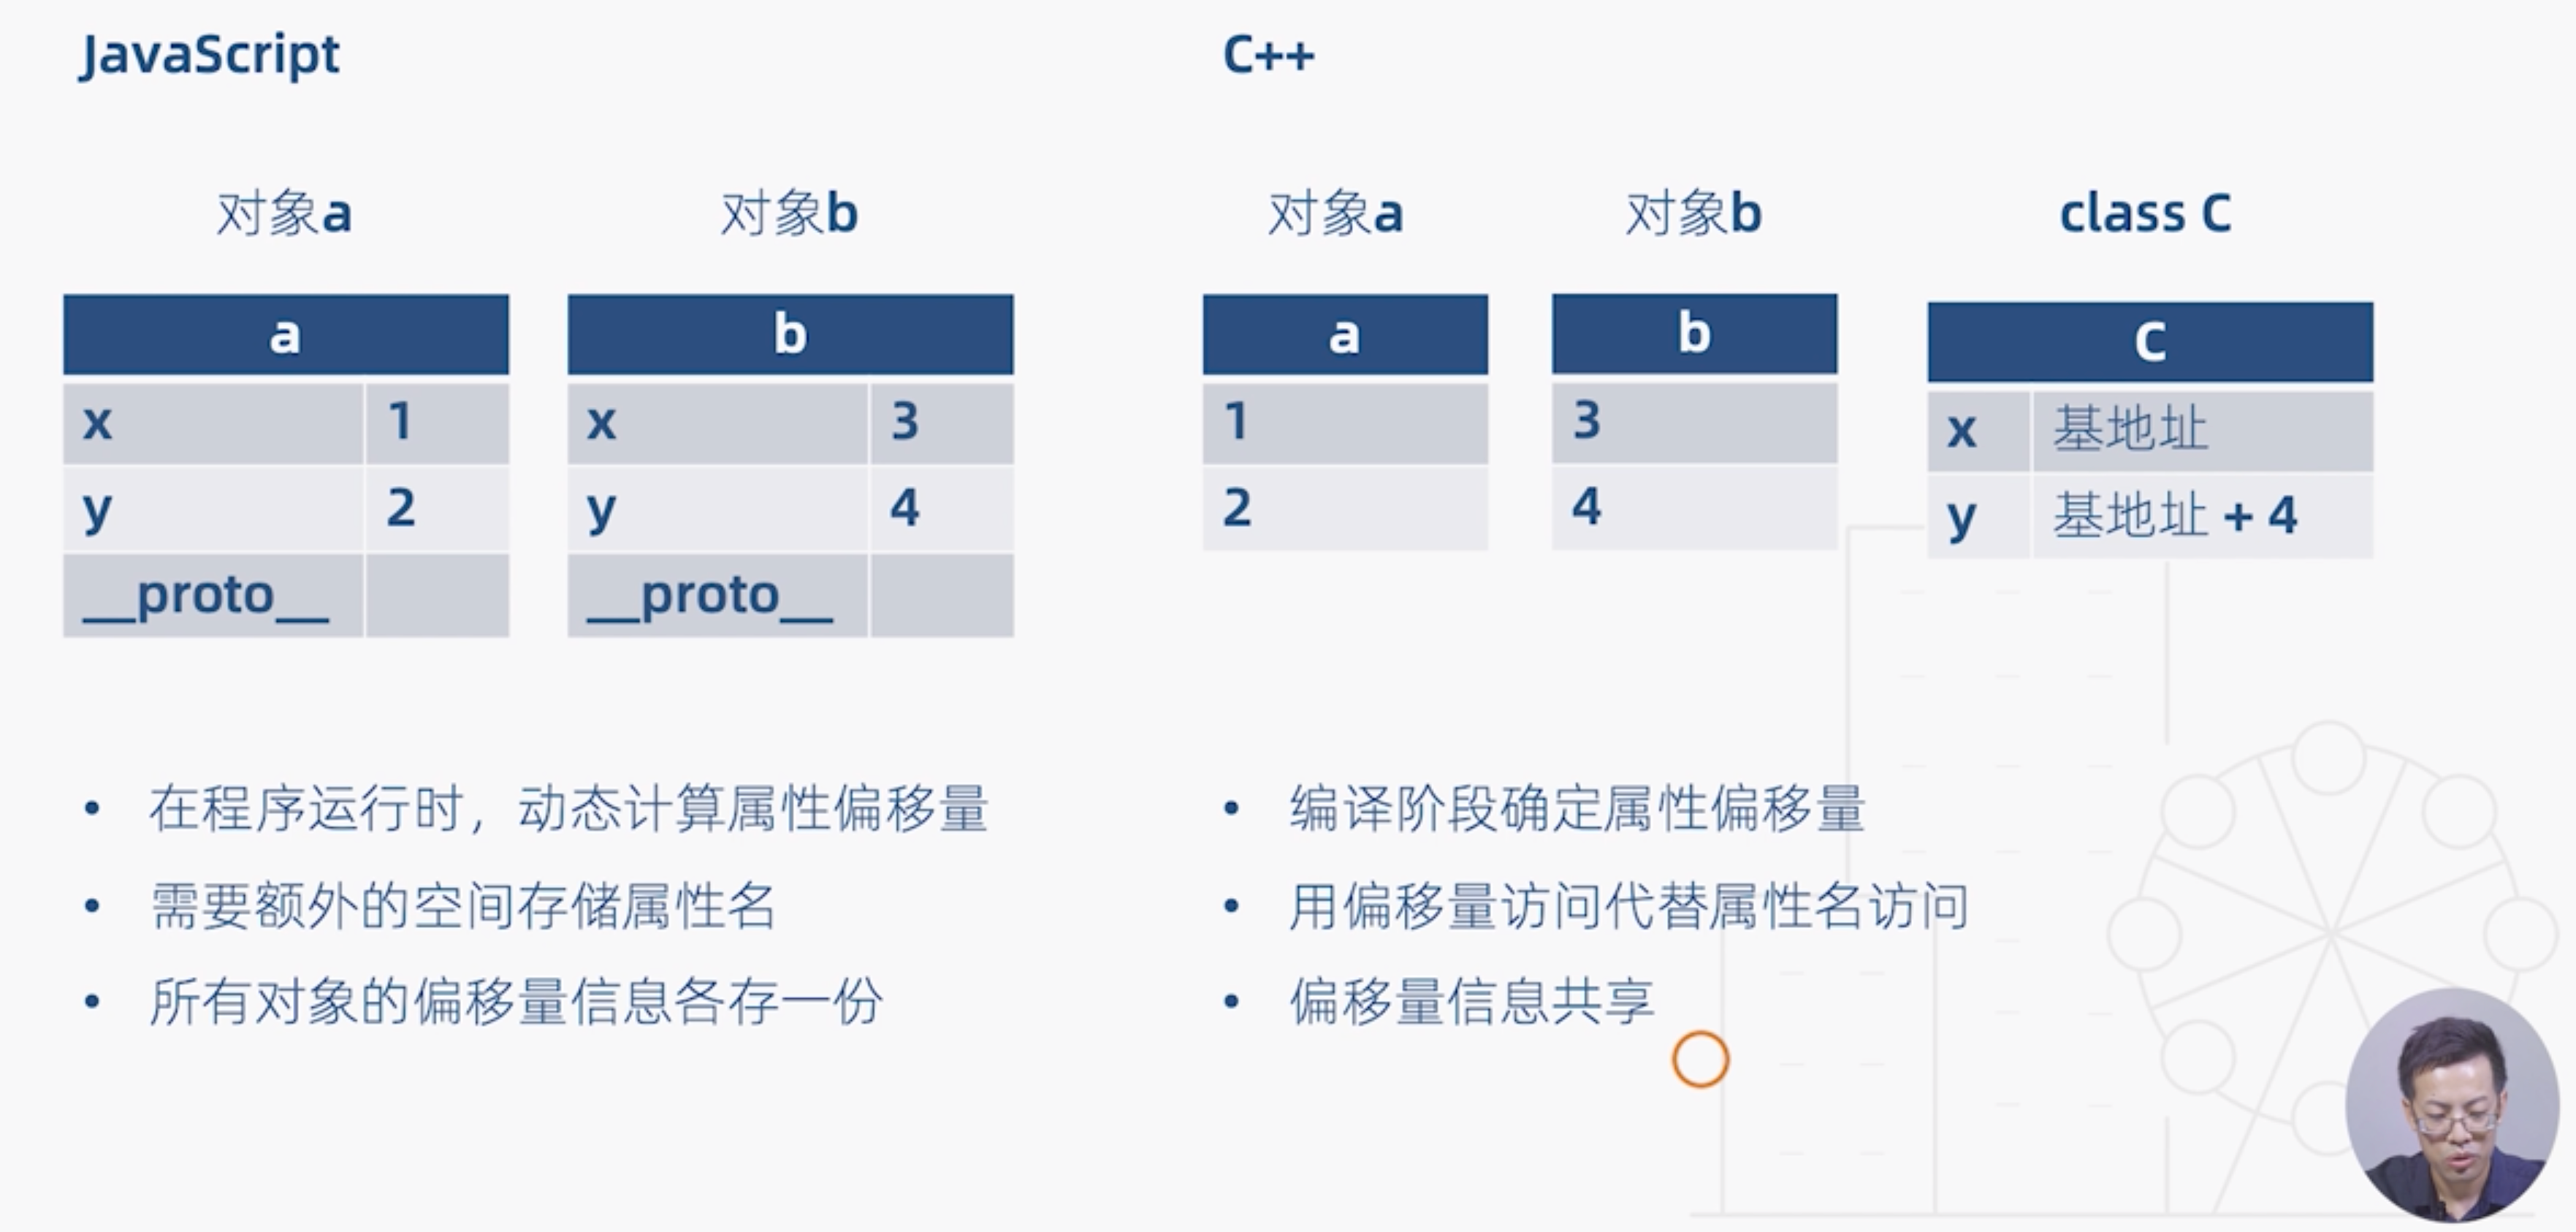 JavaScript
对象a
对象b
a
x 1
y 2
__proto__
b
x 3
y 4
__proto__
在程序运行时，动态计算属性偏移量
需要额外的空间存储属性名
所有对象的偏移量信息各存一份
C++
对象a
对象b
class C
a
1
2
b
3
4
C
x 基地址
y 基地址 + 4
编译阶段确定属性偏移量
用偏移量访问代替属性名访问
偏移量信息共享